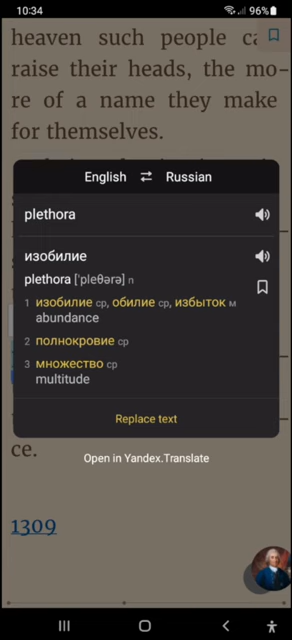 10:34
96%
heaven such people ca
raise their heads, the mo-
re of a name they make
for themselves.
English ⇄ Russian
plethora
изобилие
plethora ['pleθərə] n
1 изобилие ср, обилие ср, избыток м
abundance
2 полнокровие ср
3 множество ср
multitude
Replace text
Open in Yandex.Translate
ce.
1309